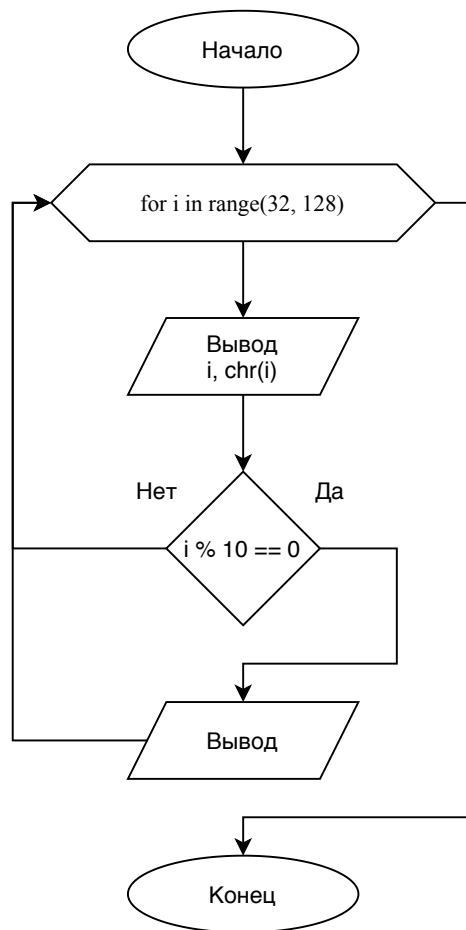 Начало
for i in range(32, 128)
Вывод
i, chr(i)
Нет
Да
i % 10 == 0
Вывод
Конец